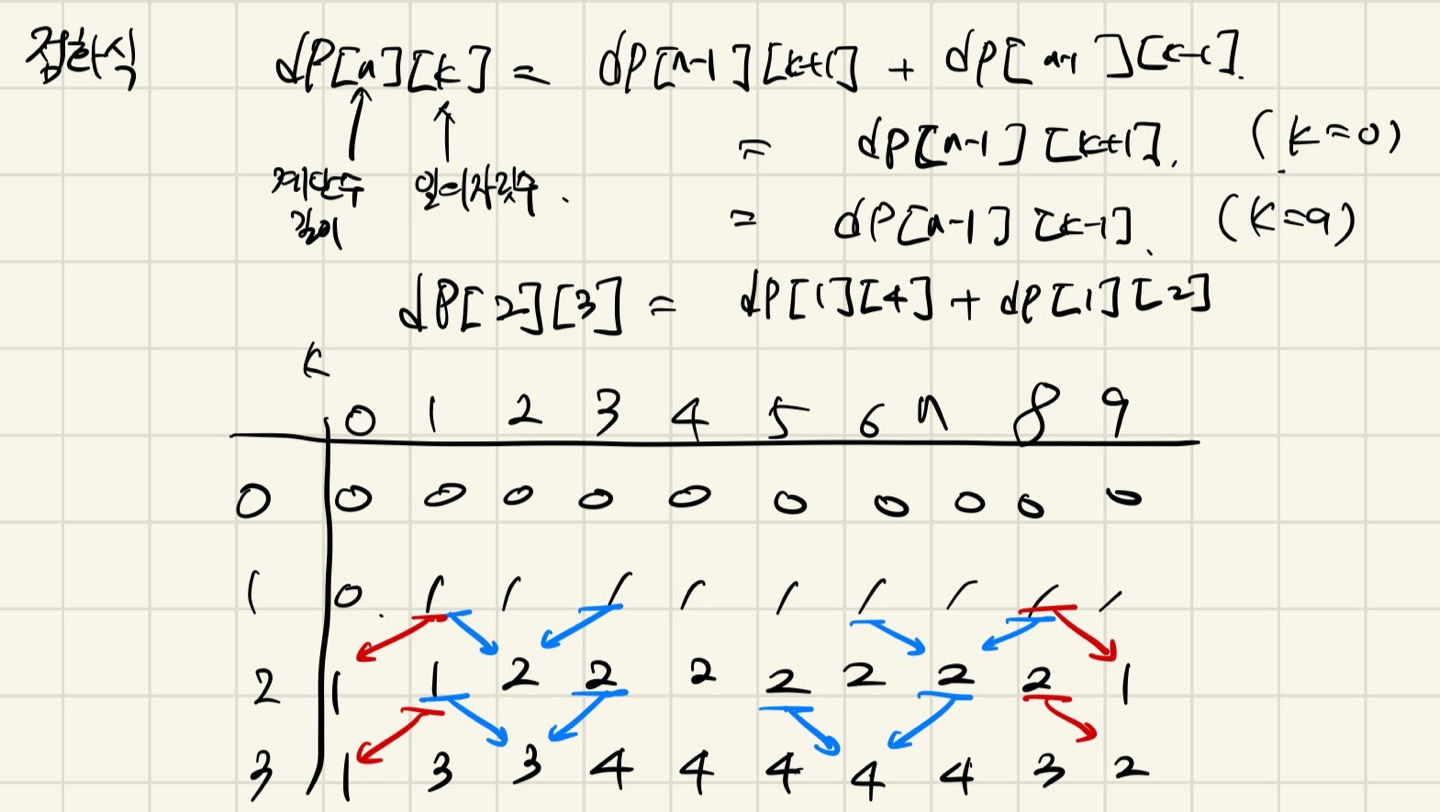 점화식 dp[n][k] = dp[n-1][k+1] + dp[n-1][k-1].
= dp[n-1][k+1]. (k=0)
계단수 일의자릿수. = dp[n-1][k-1]. (k=9)
길이
dp[2][3] = dp[1][4] + dp[1][2]
k
0 1 2 3 4 5 6 7 8 9
0 0 0 0 0 0 0 0 0 0 0
1 0 1 1 1 1 1 1 1 1 1
2 1 1 2 2 2 2 2 2 2 1
3 1 3 3 4 4 4 4 4 3 2